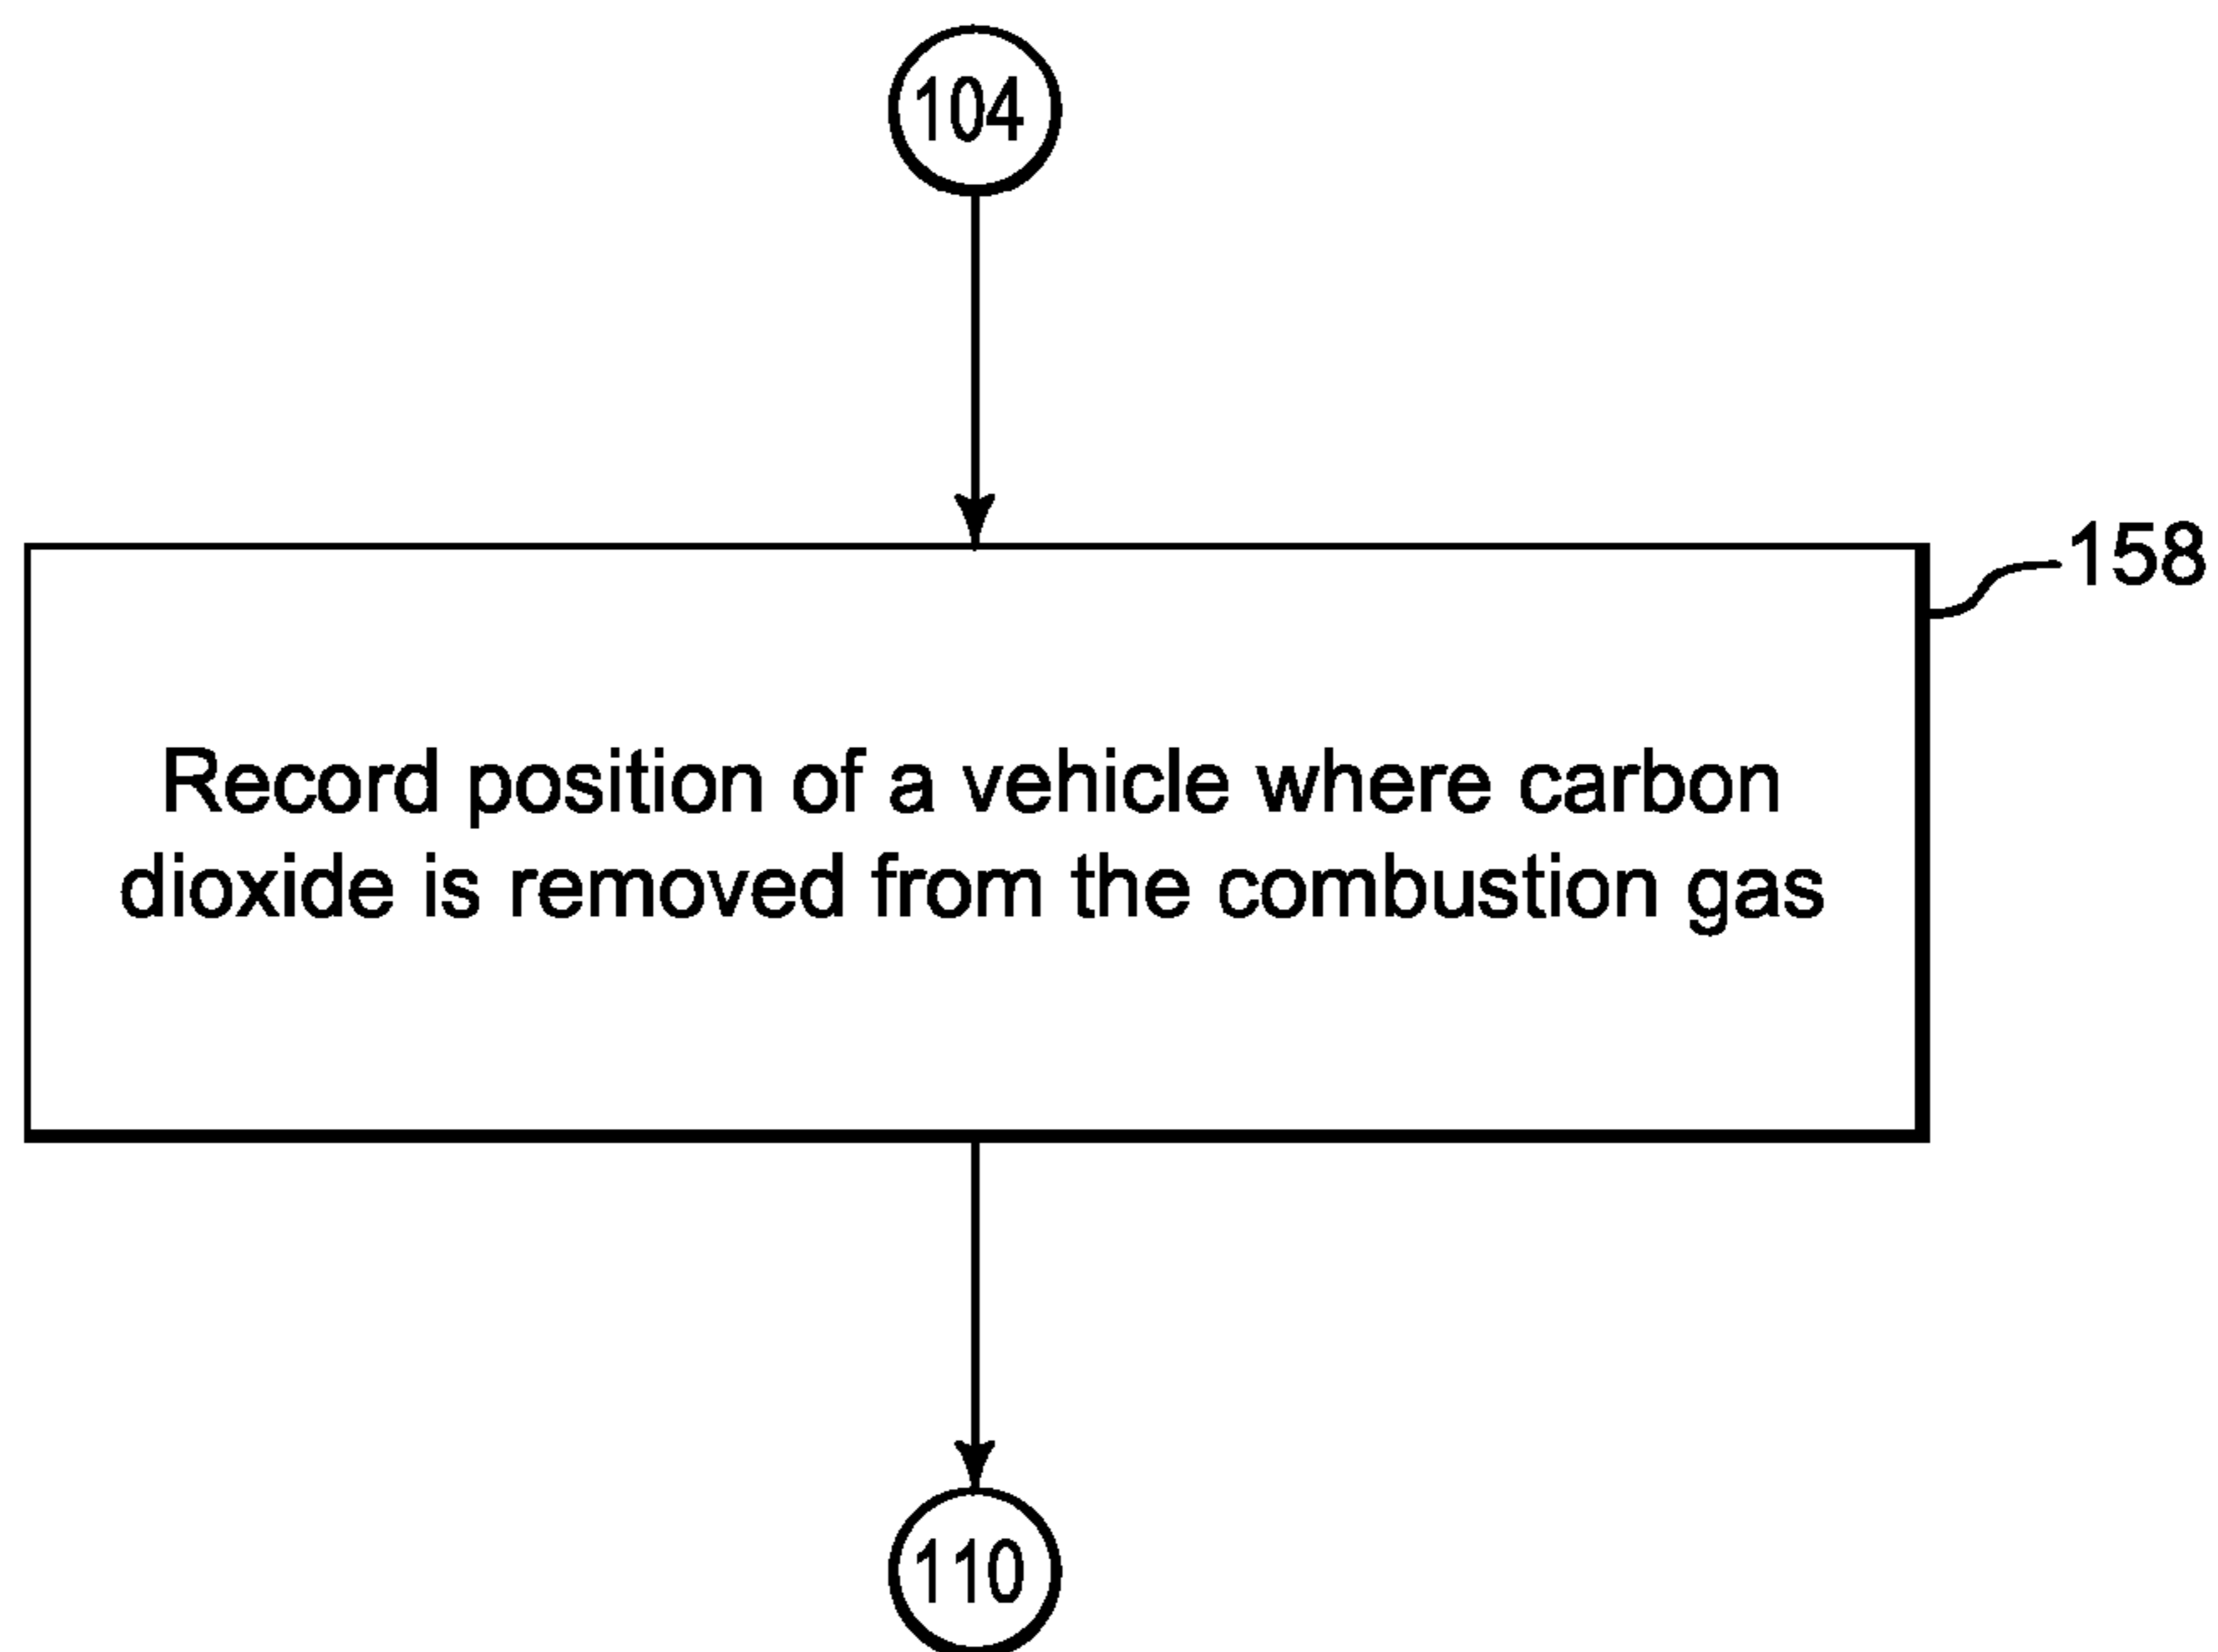 104
158
Record position of a vehicle where carbon
dioxide is removed from the combustion gas
110